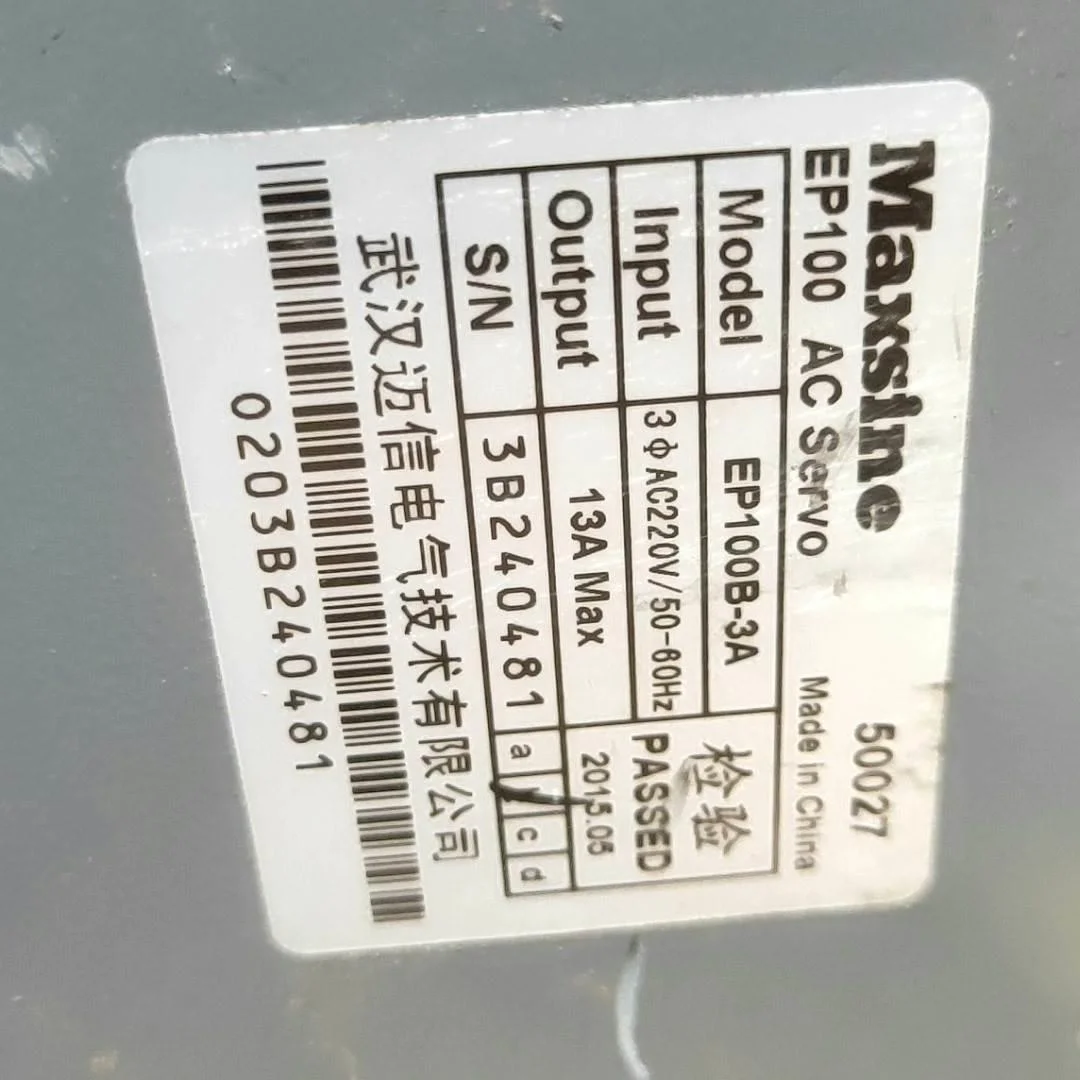 Maxsine 50027
EP100 AC Servo Made in China
Model EP100B-3A 检验
Input 3ΦAC220V/50-60Hz PASSED
Output 13A Max 2015.05
S/N 3B240481 a c d
武汉迈信电气技术有限公司
0203B240481